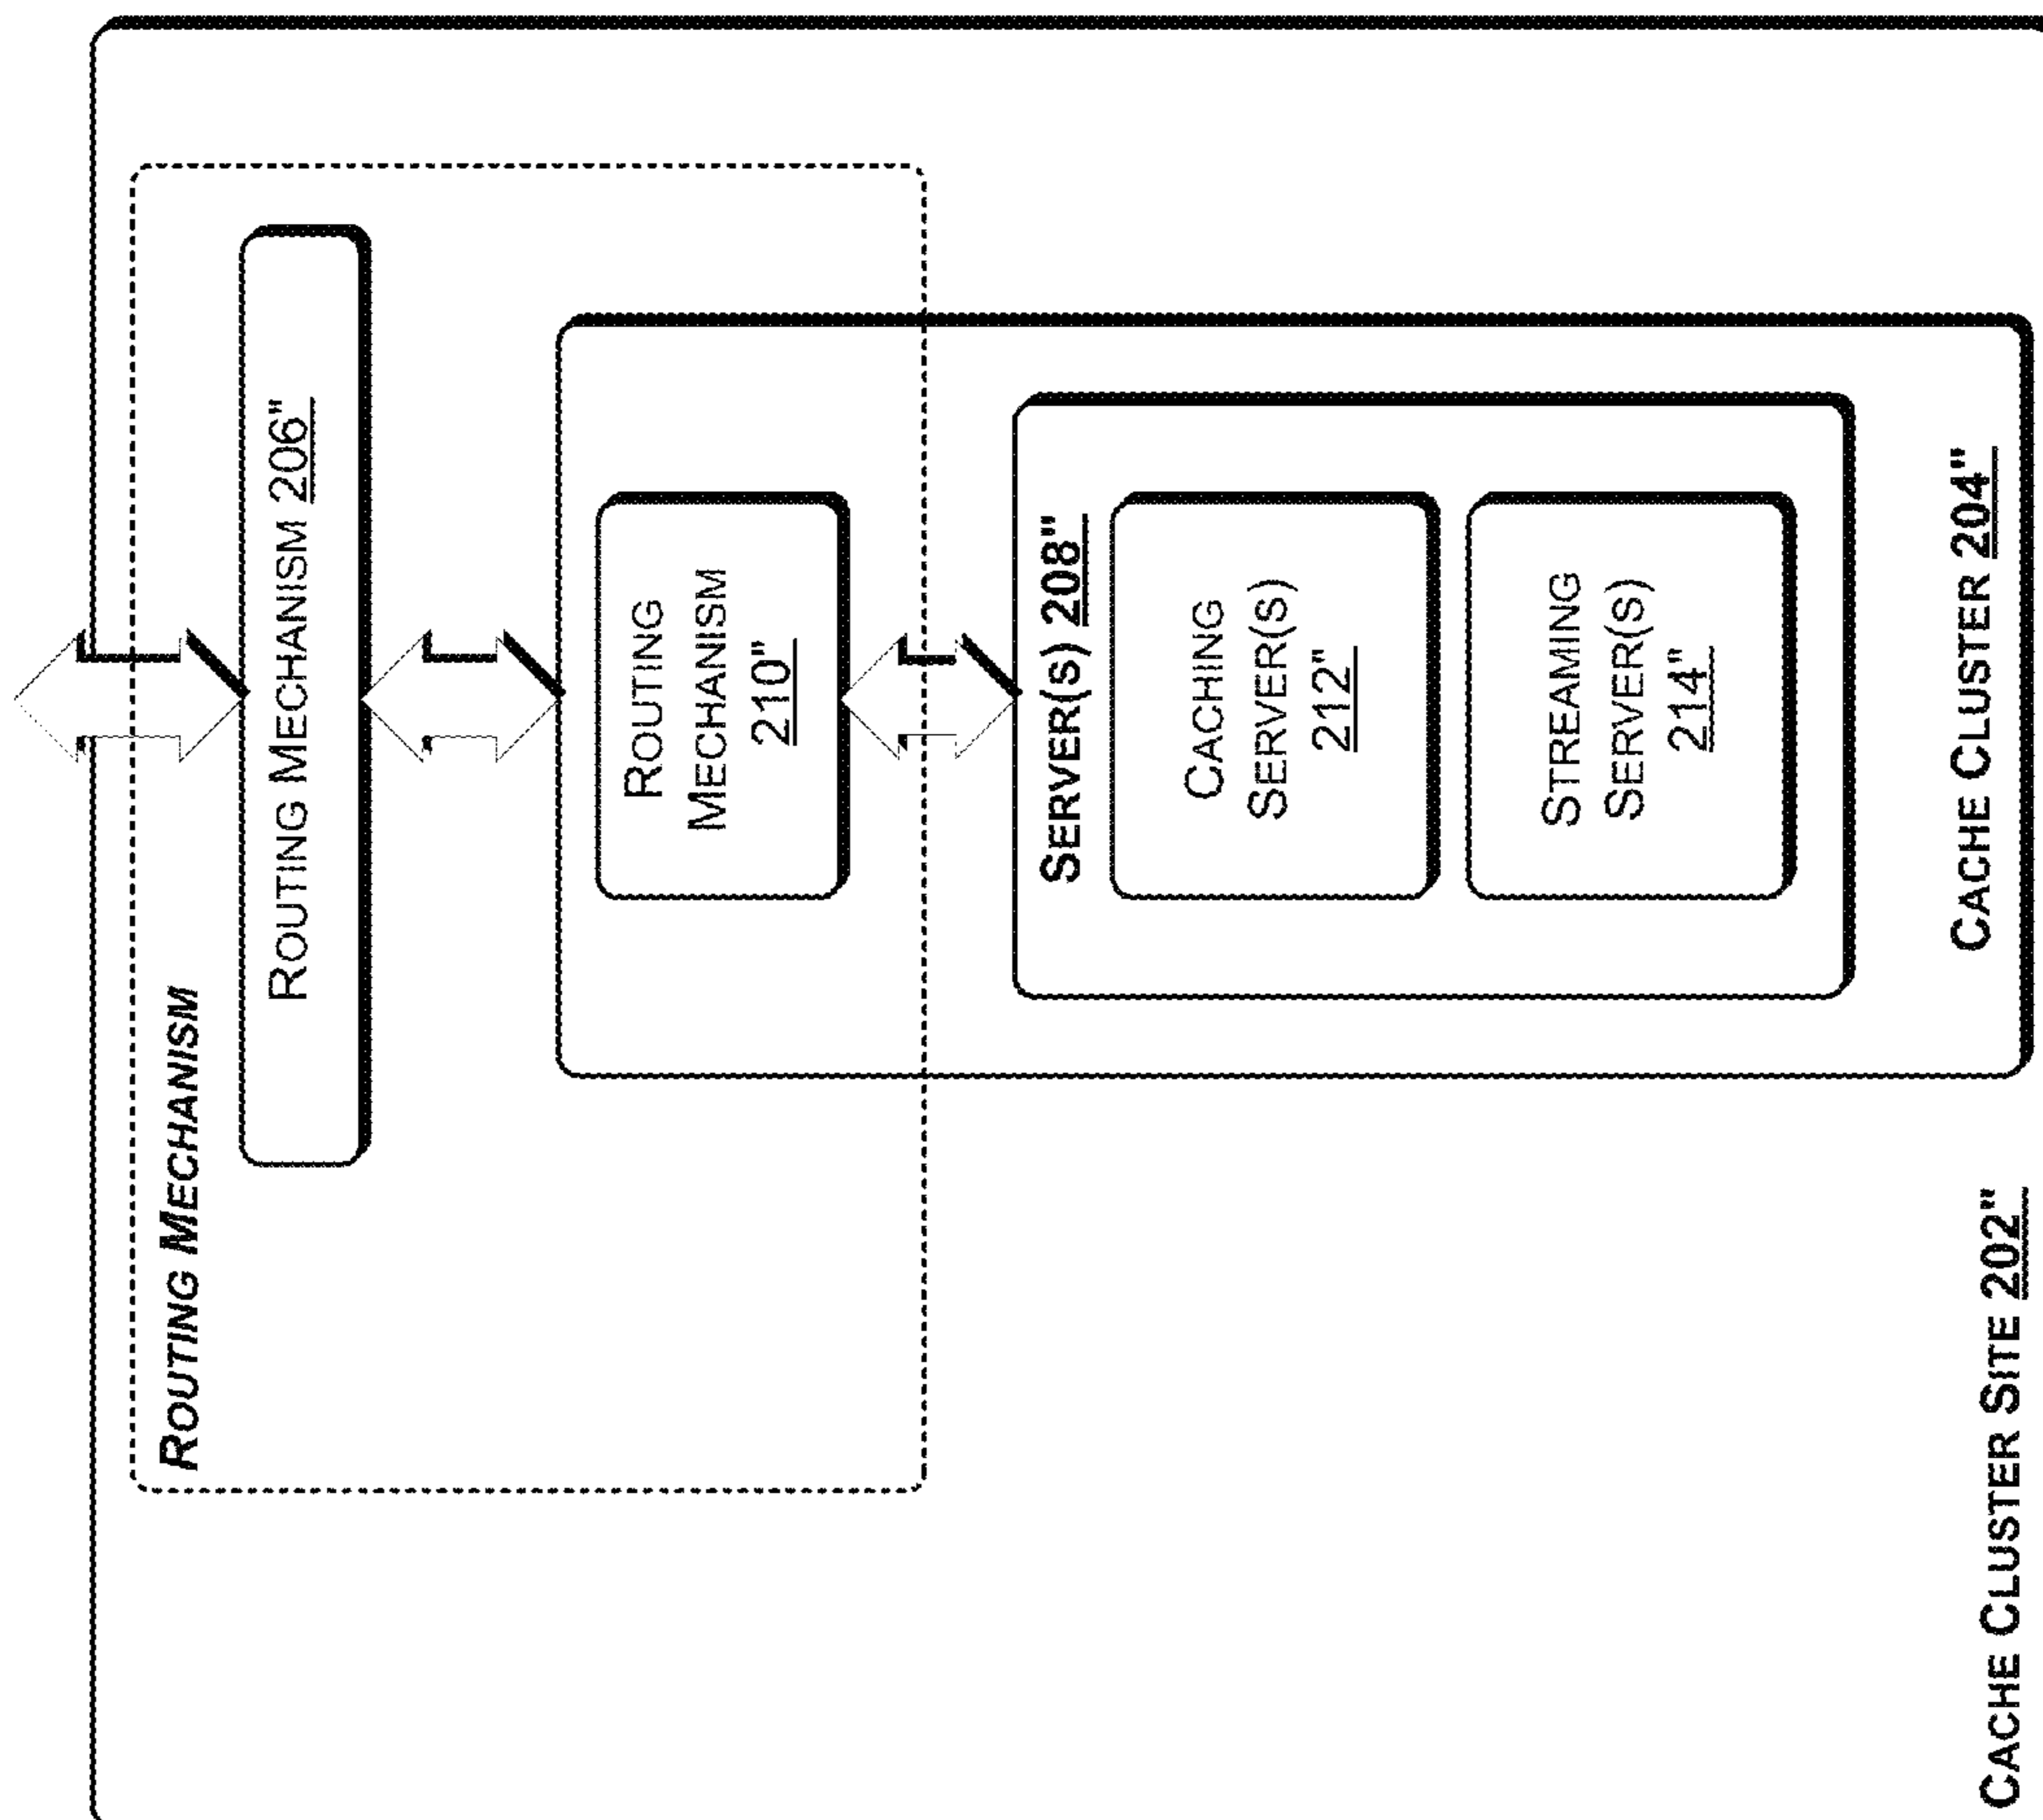 ROUTING MECHANISM
ROUTING MECHANISM 206"
ROUTING
MECHANISM
210"
SERVER(S) 208"
CACHING
SERVER(S)
212"
STREAMING
SERVER(S)
214"
CACHE CLUSTER 204"
CACHE CLUSTER SITE 202"